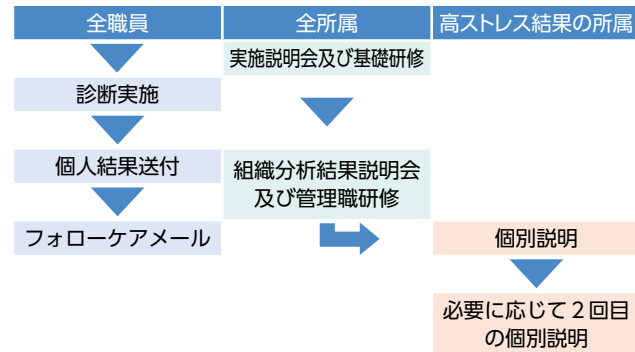 全職員
全所属
高ストレス結果の所属
実施説明会及び基礎研修
診断実施
個人結果送付
組織分析結果説明会
及び管理職研修
フォローケアメール
個別説明
必要に応じて2回目
の個別説明